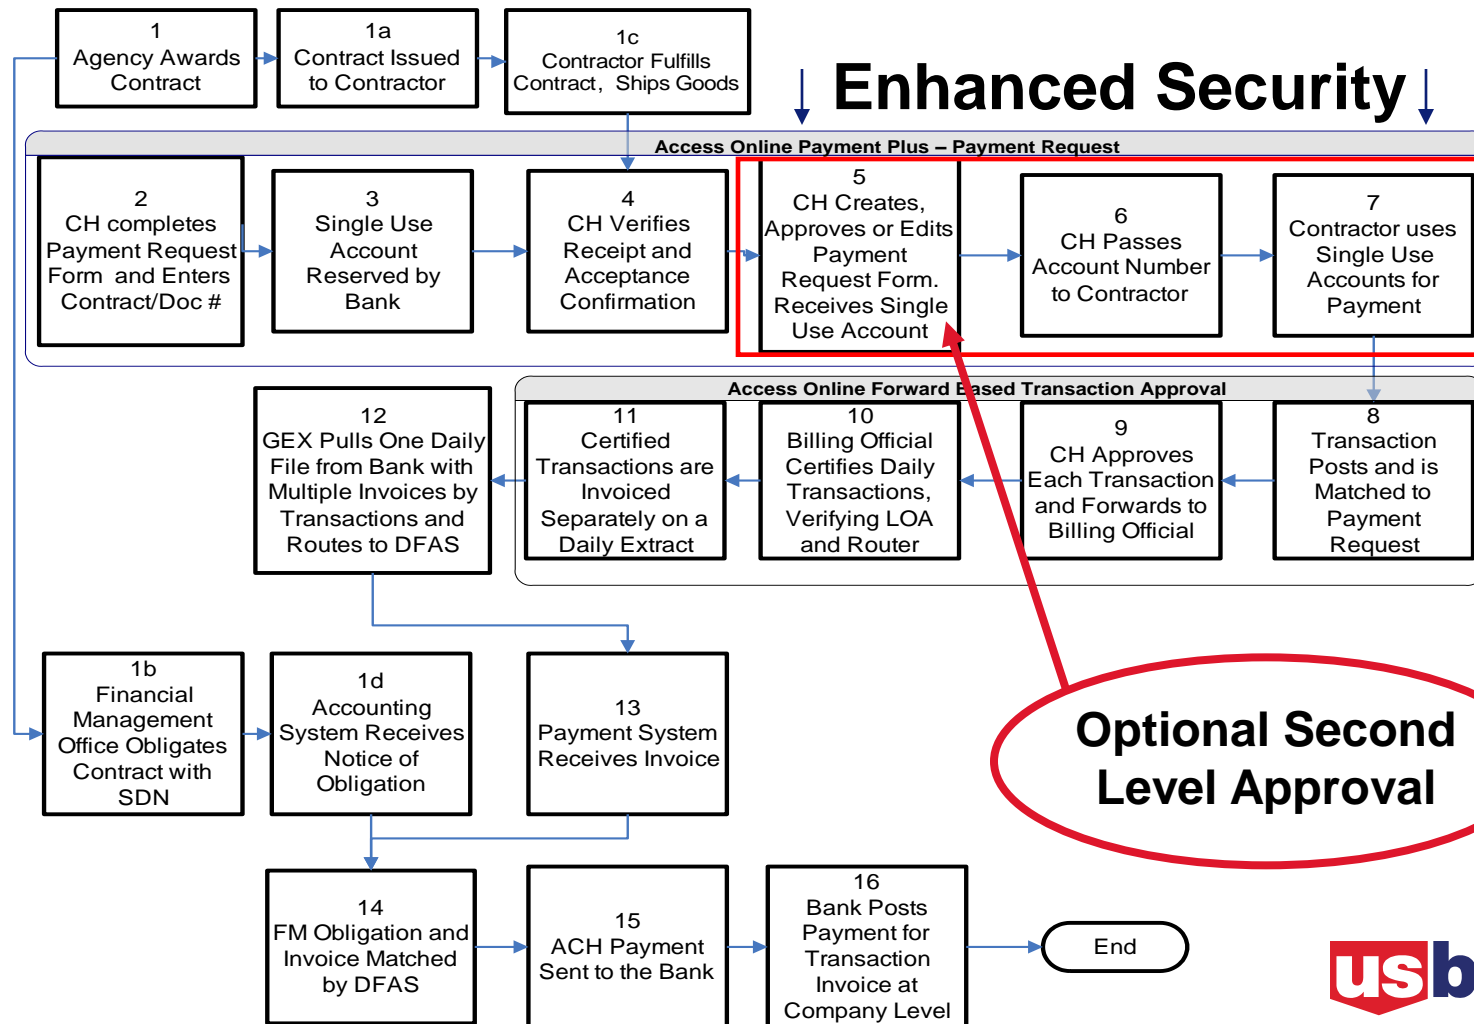 1
Agency Awards
Contract
1a
Contract Issued
to Contractor
1c
Contractor Fulfills
Contract, Ships Goods
Enhanced Security
Access Online Payment Plus – Payment Request
2
CH completes
Payment Request
Form and Enters
Contract/Doc #
3
Single Use
Account
Reserved by
Bank
4
CH Verifies
Receipt and
Acceptance
Confirmation
5
CH Creates,
Approves or Edits
Payment
Request Form.
Receives Single
Use Account
6
CH Passes
Account Number
to Contractor
7
Contractor uses
Single Use
Accounts for
Payment
Access Online Forward Based Transaction Approval
12
GEX Pulls One Daily
File from Bank with
Multiple Invoices by
Transactions and
Routes to DFAS
11
Certified
Transactions are
Invoiced
Separately on a
Daily Extract
10
Billing Official
Certifies Daily
Transactions,
Verifying LOA
and Router
9
CH Approves
Each Transaction
and Forwards to
Billing Official
8
Transaction
Posts and is
Matched to
Payment
Request
1b
Financial
Management
Office Obligates
Contract with
SDN
1d
Accounting
System Receives
Notice of
Obligation
13
Payment System
Receives Invoice
Optional Second
Level Approval
14
FM Obligation and
Invoice Matched
by DFAS
15
ACH Payment
Sent to the Bank
16
Bank Posts
Payment for
Transaction
Invoice at
Company Level
End
usb